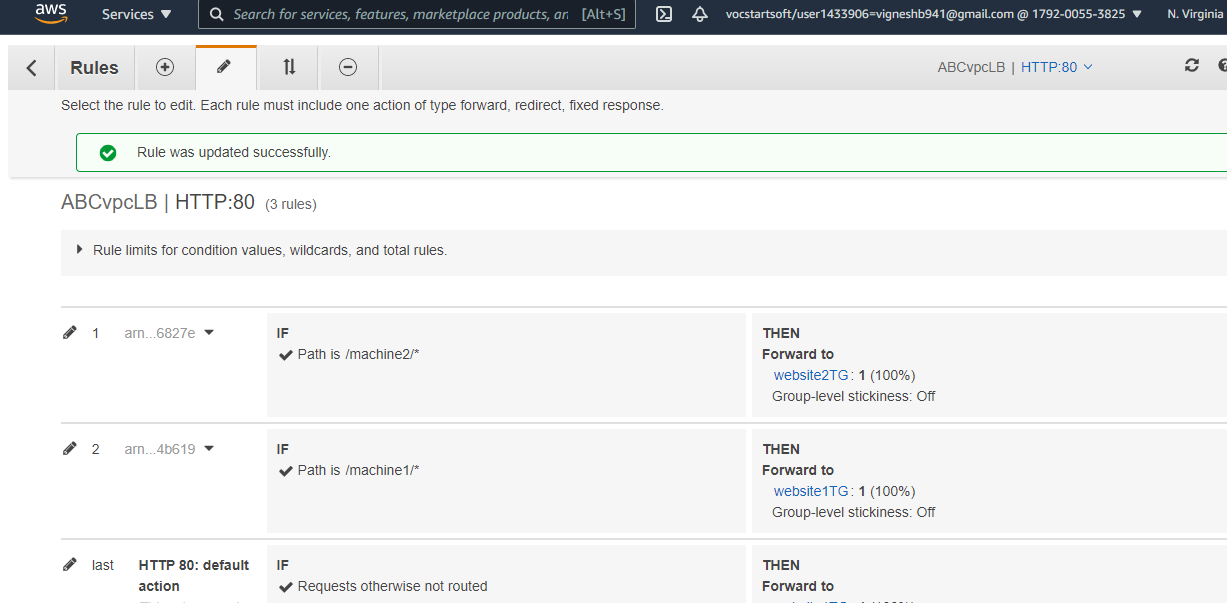 aws Services Search for services, features, marketplace products, an [Alt+S] vocstartsoft/user1433906=vigneshb941@gmail.com @ 1792-0055-3825 N. Virginia
Rules ABCvpcLB | HTTP:80
Select the rule to edit. Each rule must include one action of type forward, redirect, fixed response.
Rule was updated successfully.
ABCvpcLB | HTTP:80 (3 rules)
Rule limits for condition values, wildcards, and total rules.
1 arn...6827e IF THEN
Path is /machine2/* Forward to
website2TG: 1 (100%)
Group-level stickiness: Off
2 arn...4b619 IF THEN
Path is /machine1/* Forward to
website1TG: 1 (100%)
Group-level stickiness: Off
last HTTP 80: default IF THEN
action Requests otherwise not routed Forward to